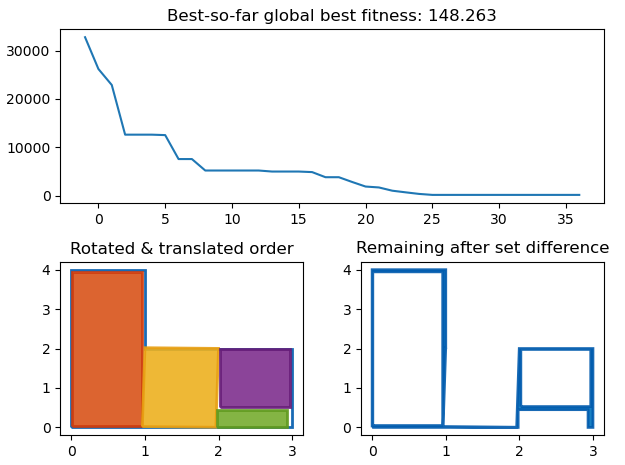 Best-so-far global best fitness: 148.263
30000
20000
10000
0
0 5 10 15 20 25 30 35
Rotated & translated order
4
3
2
1
0
0 1 2 3
Remaining after set difference
4
3
2
1
0
0 1 2 3